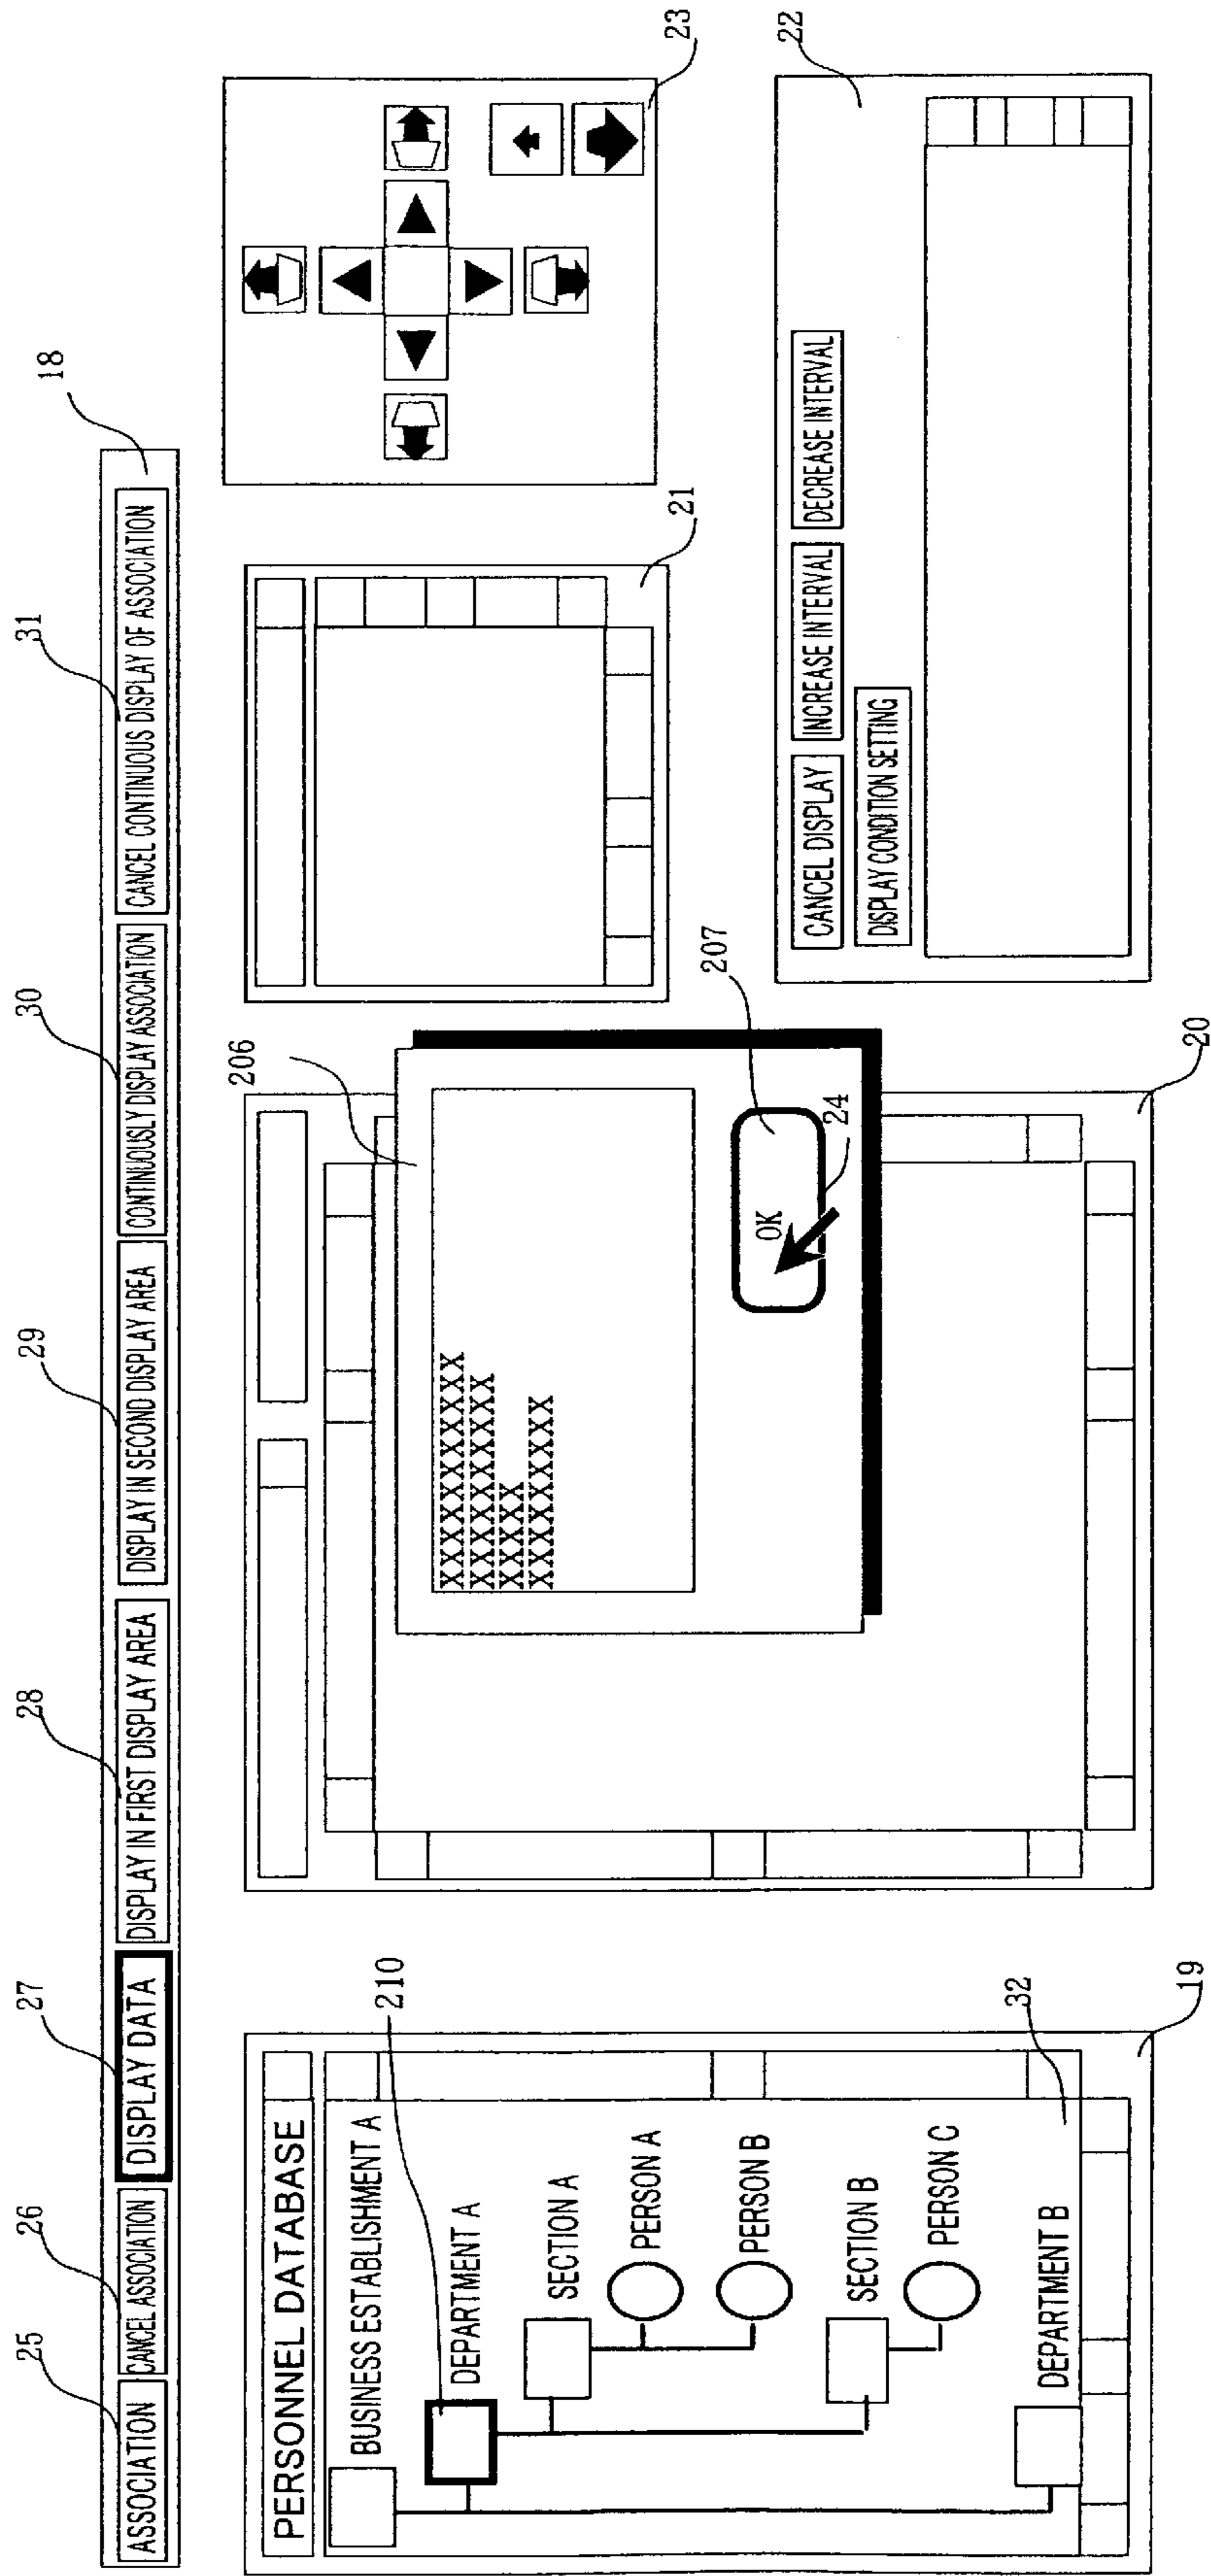 25 26 27 28 29 30 31
18
ASSOCIATION CANCEL ASSOCIATION DISPLAY DATA DISPLAY IN FIRST DISPLAY AREA DISPLAY IN SECOND DISPLAY AREA CONTINUOUSLY DISPLAY ASSOCIATION CANCEL CONTINUOUS DISPLAY OF ASSOCIATION
PERSONNEL DATABASE
BUSINESS ESTABLISHMENT A
210
DEPARTMENT A
SECTION A
PERSON A
PERSON B
SECTION B
PERSON C
32
DEPARTMENT B
19
206
XXXXXXXXXXX
XXXXXXXXXX
XXXXX
XXXXXXXXX
207
OK
24
20
21
23
CANCEL DISPLAY INCREASE INTERVAL DECREASE INTERVAL
DISPLAY CONDITION SETTING
22